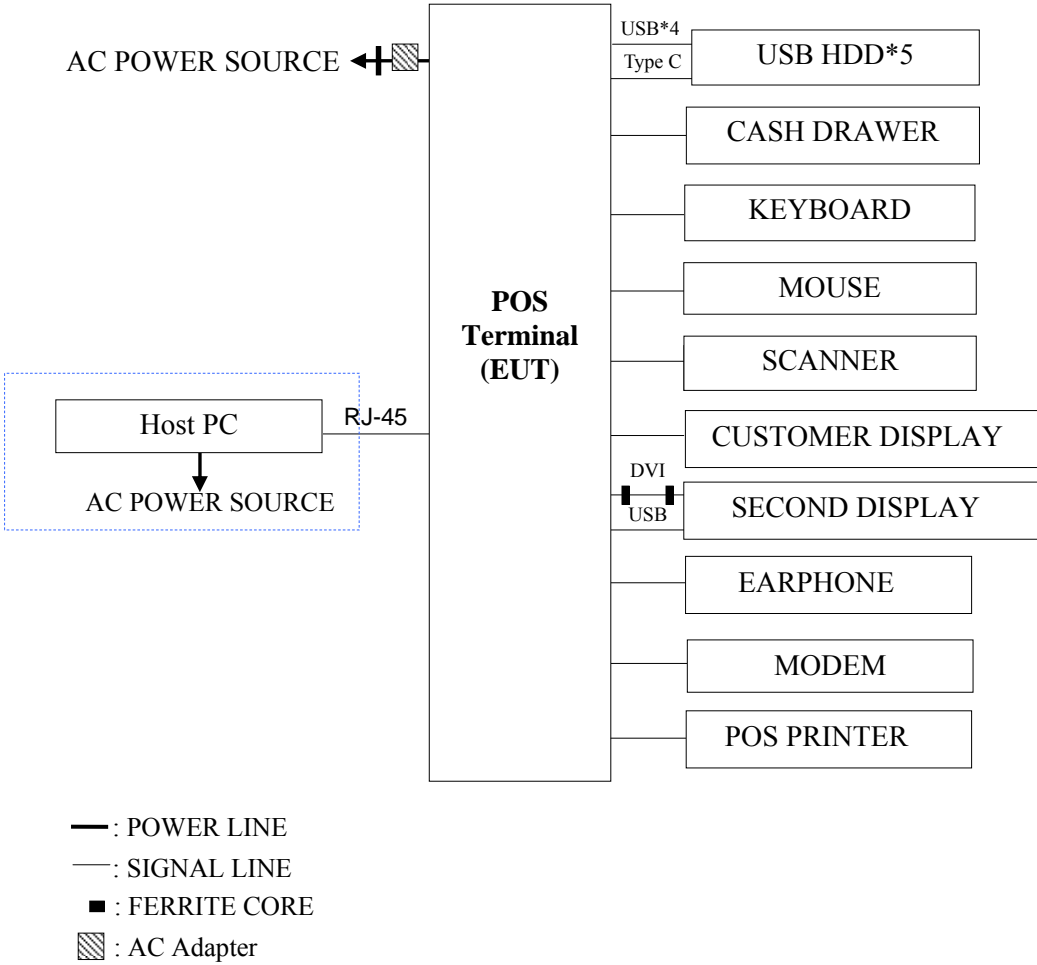 AC POWER SOURCE
USB*4
Type C
USB HDD*5
CASH DRAWER
KEYBOARD
MOUSE
SCANNER
POS
Terminal
(EUT)
Host PC
RJ-45
AC POWER SOURCE
CUSTOMER DISPLAY
DVI
USB
SECOND DISPLAY
EARPHONE
MODEM
POS PRINTER
: POWER LINE
: SIGNAL LINE
: FERRITE CORE
: AC Adapter